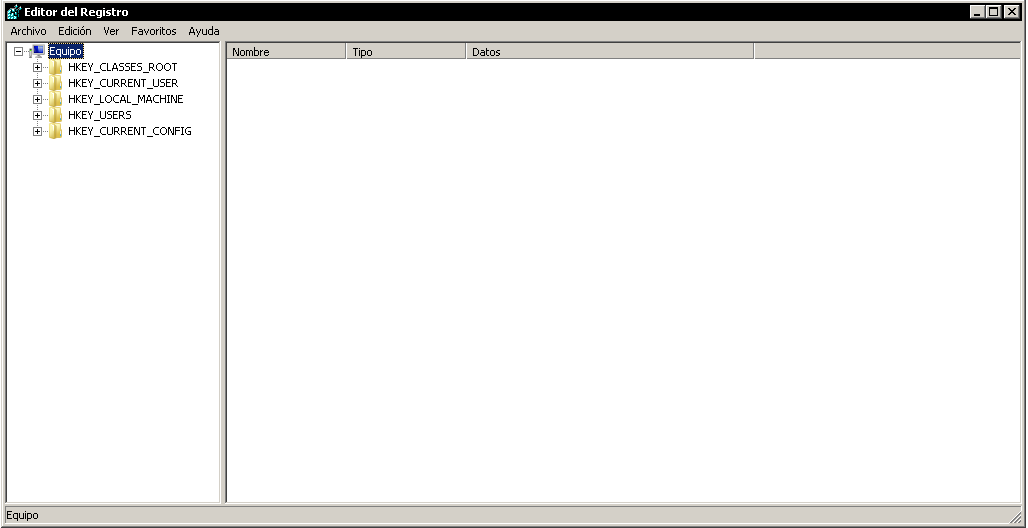 Editor del Registro
Archivo Edición Ver Favoritos Ayuda
Equipo
HKEY_CLASSES_ROOT
HKEY_CURRENT_USER
HKEY_LOCAL_MACHINE
HKEY_USERS
HKEY_CURRENT_CONFIG
Nombre Tipo Datos
Equipo